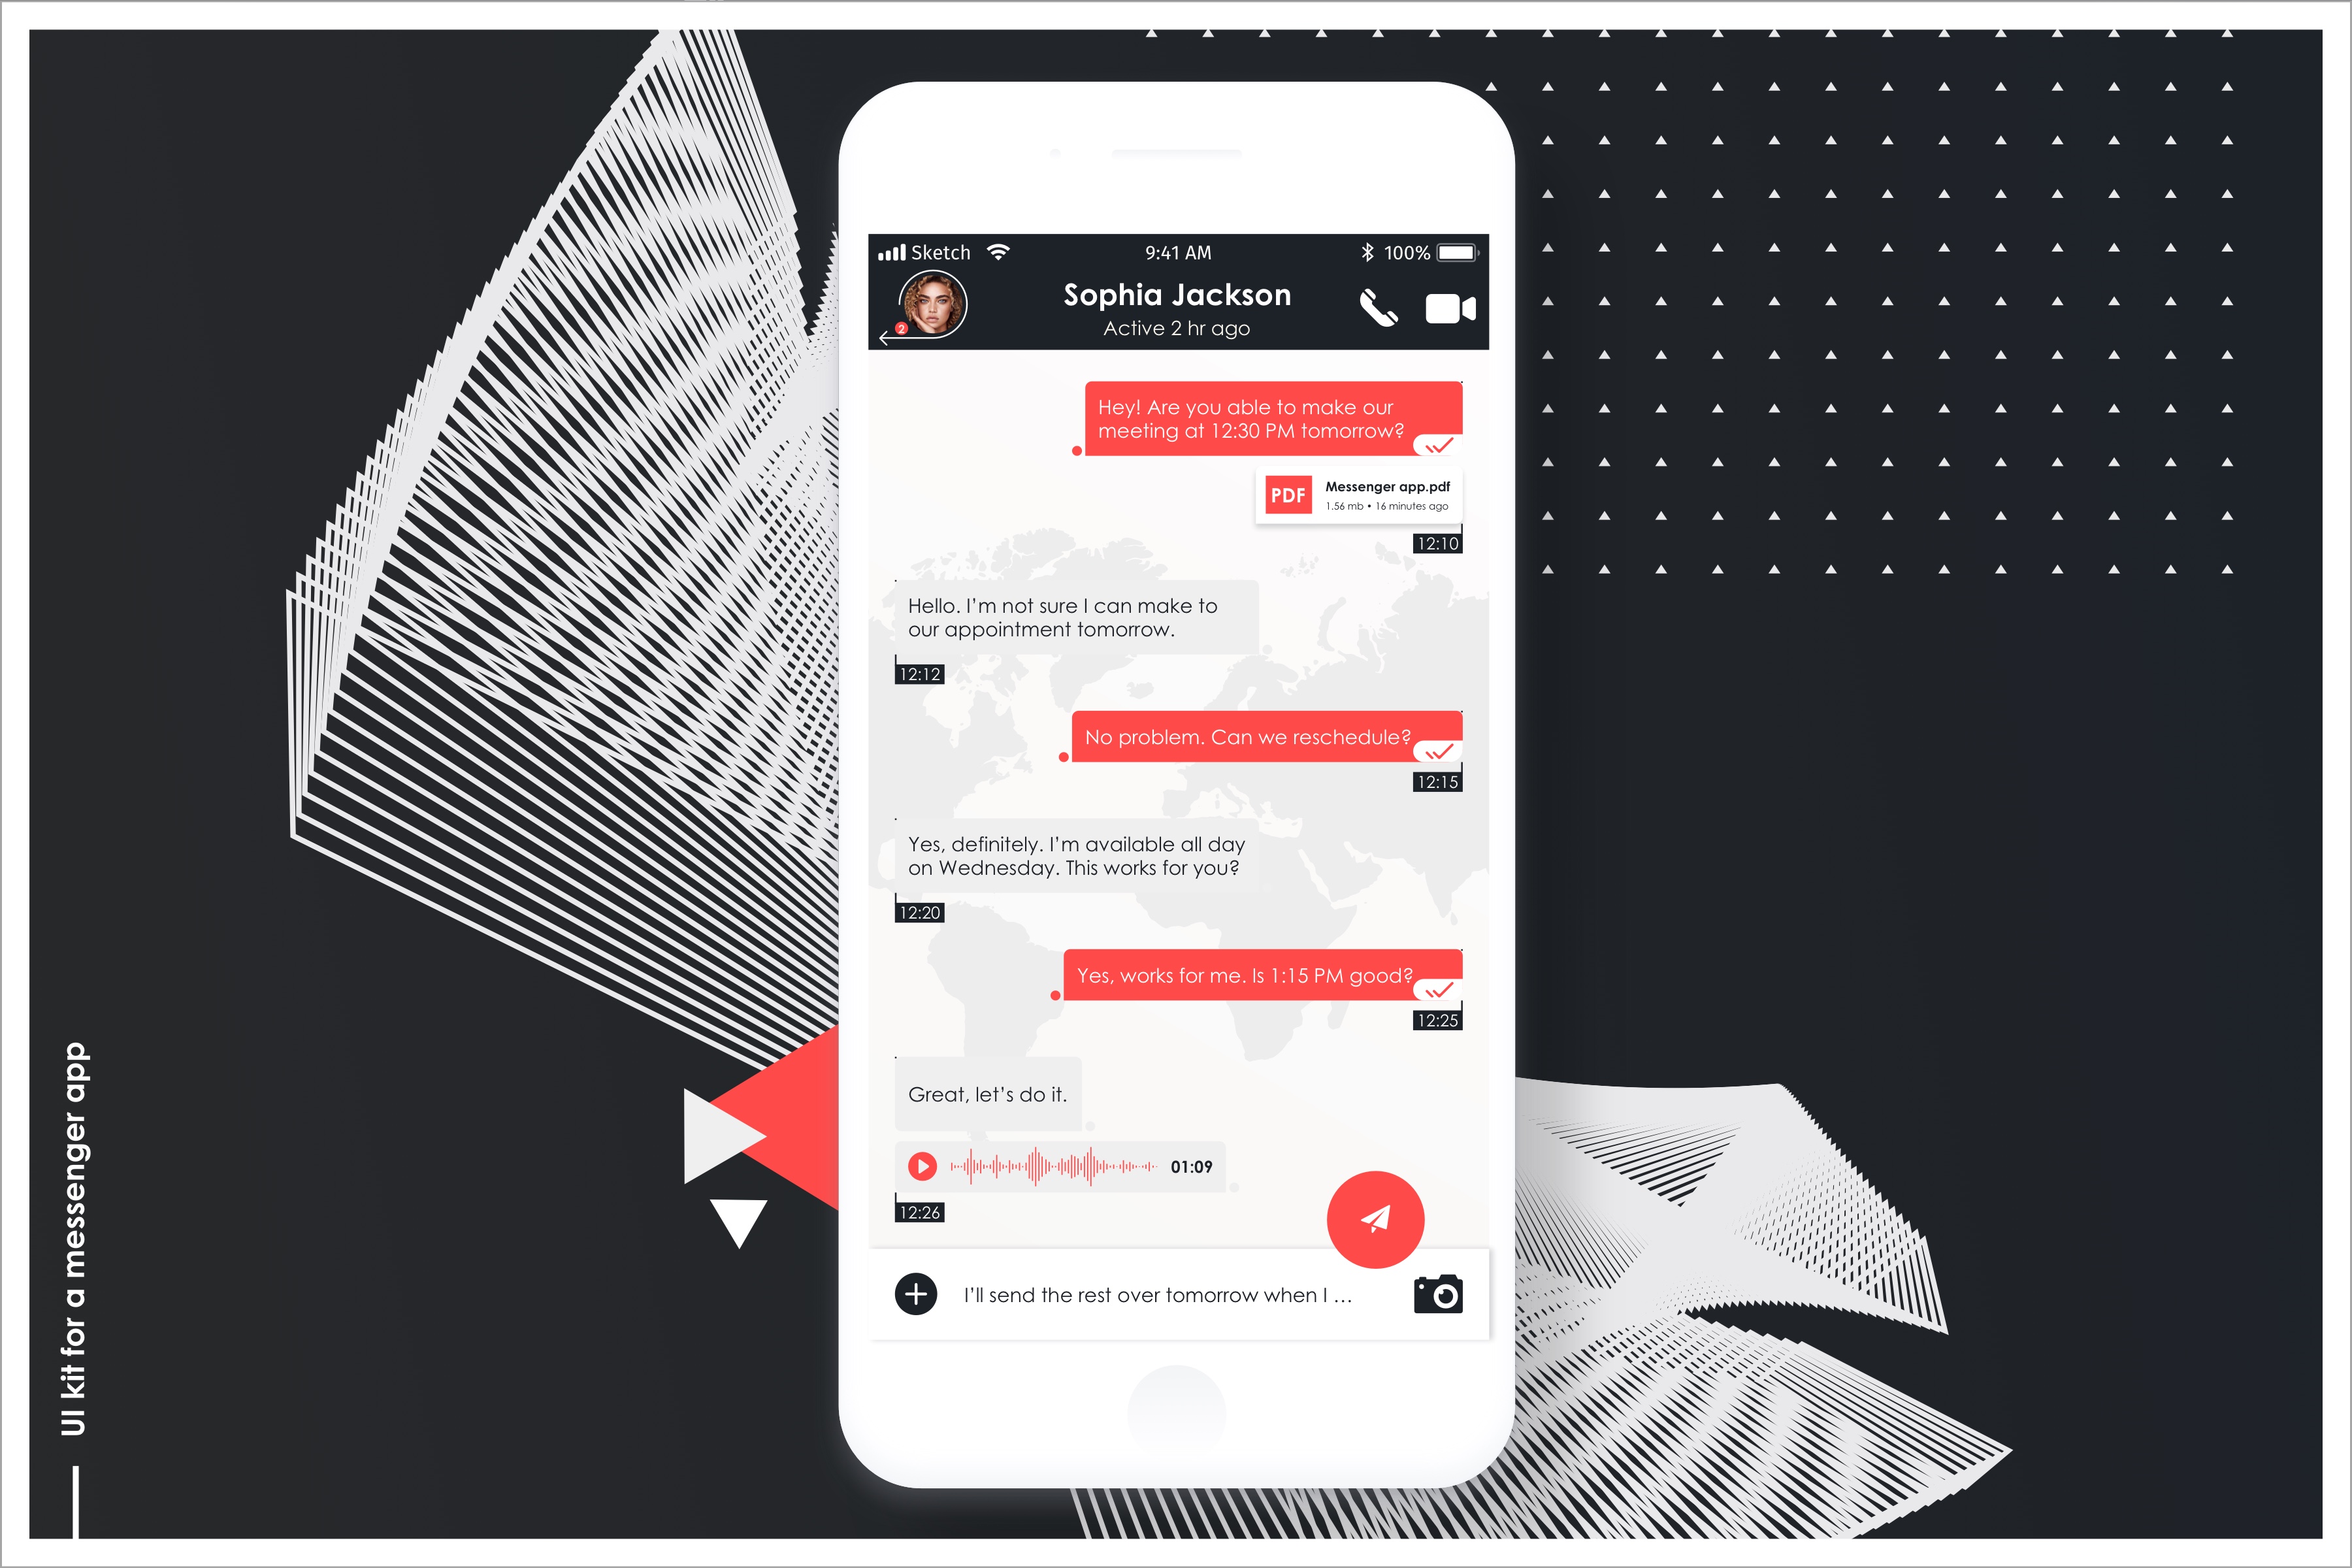 Sketch 9:41 AM 100%
Sophia Jackson
2
Active 2 hr ago
Hey! Are you able to make our
meeting at 12:30 PM tomorrow?
PDF
Messenger app.pdf
1.56 mb • 16 minutes ago
12:10
Hello. I’m not sure I can make to
our appointment tomorrow.
12:12
No problem. Can we reschedule?
12:15
Yes, definitely. I’m available all day
on Wednesday. This works for you?
12:20
Yes, works for me. Is 1:15 PM good?
12:25
Great, let’s do it.
01:09
12:26
I’ll send the rest over tomorrow when I ...
UI kit for a messenger app